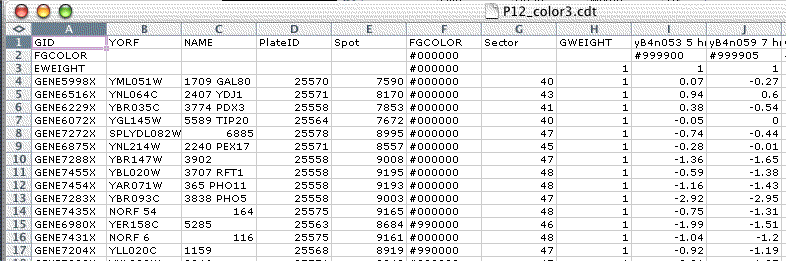 P12_color3.cdt
A B C D E F G H I J
1 GID YORF NAME PlateID Spot FGCOLOR Sector GWEIGHT yB4n053 5 h yB4n059 7 h
2 FGCOLOR #000000 #999900 #999905
3 EWEIGHT #000000 1 1 1
4 GENE5998X YML051W 1709 GAL80 25570 7590 #000000 40 1 0.07 -0.27
5 GENE6516X YNL064C 2407 YDJ1 25571 8170 #000000 43 1 0.94 0.6
6 GENE6229X YBR035C 3774 PDX3 25558 7853 #000000 41 1 0.38 -0.54
7 GENE6072X YGL145W 5589 TIP20 25564 7672 #000000 40 1 -0.05 0
8 GENE7272X SPLYDL082W 6885 25578 8995 #000000 47 1 -0.74 -0.44
9 GENE6875X YNL214W 2240 PEX17 25571 8557 #000000 45 1 -0.28 -0.01
10 GENE7288X YBR147W 3902 25558 9008 #000000 47 1 -1.36 -1.65
11 GENE7455X YBL020W 3707 RFT1 25558 9195 #000000 48 1 -0.59 -1.38
12 GENE7454X YAR071W 365 PHO11 25558 9193 #000000 48 1 -1.16 -1.43
13 GENE7283X YBR093C 3838 PHO5 25558 9003 #000000 47 1 -2.92 -2.95
14 GENE7435X NORF 54 164 25575 9165 #000000 48 1 -0.75 -1.31
15 GENE6980X YER158C 5285 25563 8684 #990000 46 1 -1.99 -1.51
16 GENE7431X NORF 6 116 25575 9161 #000000 48 1 -1.04 -1.2
17 GENE7204X YLL020C 1159 25568 8919 #990000 47 1 -0.92 -1.19